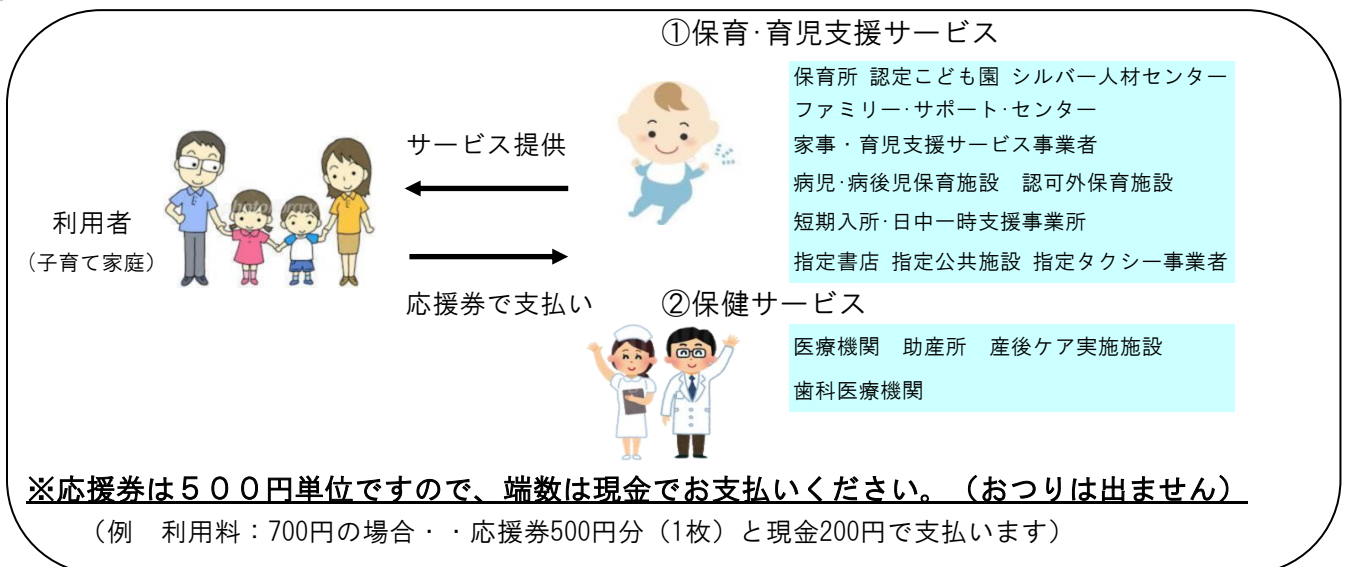 ①保育･育児支援サービス
保育所 認定こども園 シルバー人材センター
ファミリー･サポート･センター
家事・育児支援サービス事業者
病児･病後児保育施設　認可外保育施設
短期入所･日中一時支援事業所
指定書店 指定公共施設 指定タクシー事業者
サービス提供
利用者
（子育て家庭）
応援券で支払い
②保健サービス
医療機関　助産所　産後ケア実施施設
歯科医療機関
※応援券は５００円単位ですので、端数は現金でお支払いください。（おつりは出ません）
（例　利用料：700円の場合・・応援券500円分（1枚）と現金200円で支払います）